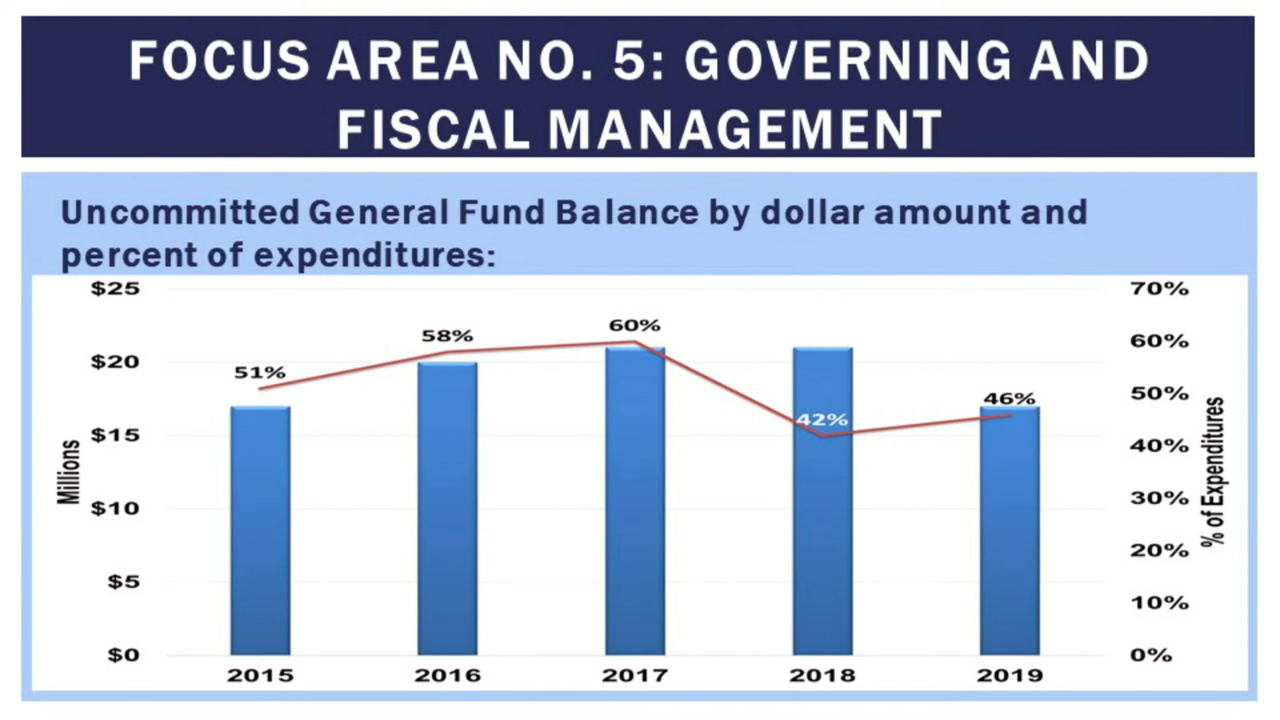 FOCUS AREA NO. 5: GOVERNING AND
FISCAL MANAGEMENT
Uncommitted General Fund Balance by dollar amount and
percent of expenditures:
$25
$20
$15
$10
$5
$0
Millions
51%
58%
60%
42%
46%
70%
60%
50%
40%
30%
20%
10%
0%
% of Expenditures
2015 2016 2017 2018 2019